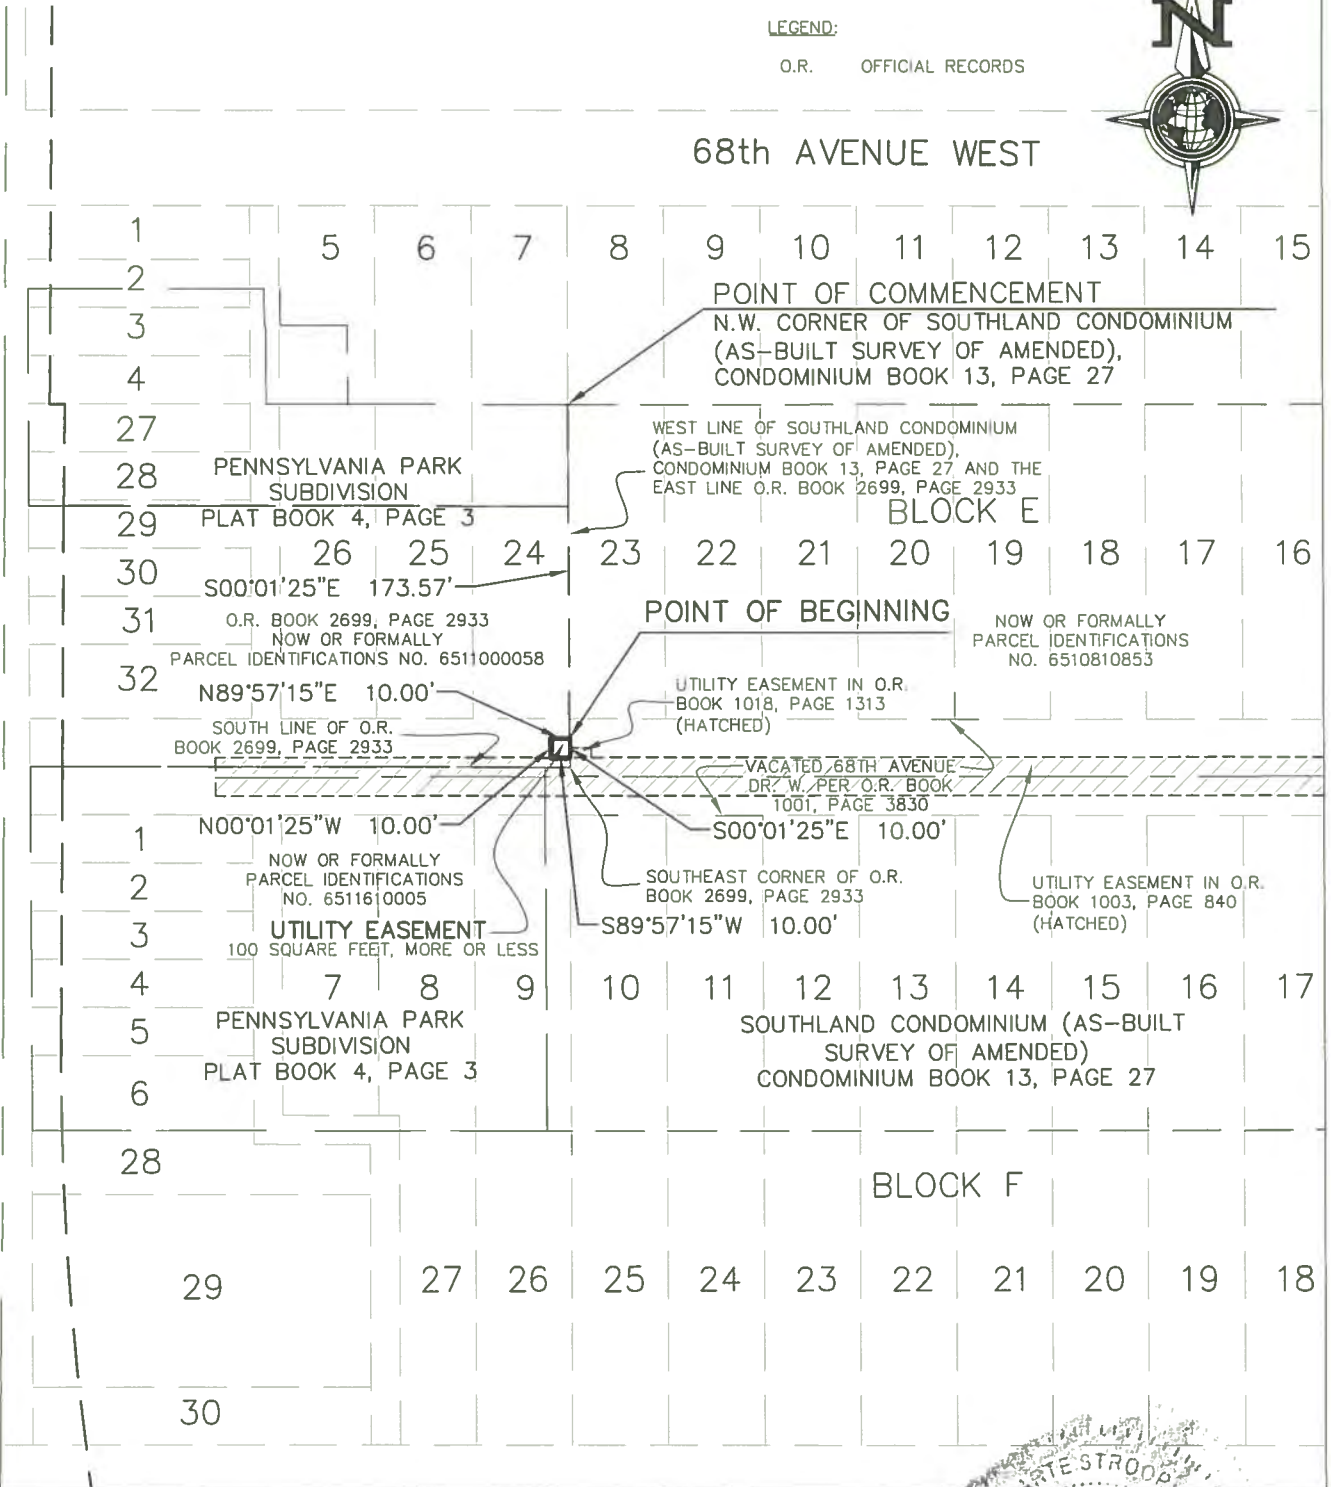 N
LEGEND:
O.R. OFFICIAL RECORDS
68th AVENUE WEST
1
2
3
4
5 6 7 8 9 10 11 12 13 14 15
POINT OF COMMENCEMENT
N.W. CORNER OF SOUTHLAND CONDOMINIUM
(AS-BUILT SURVEY OF AMENDED),
CONDOMINIUM BOOK 13, PAGE 27
27
28
29
30
31
32
PENNSYLVANIA PARK
SUBDIVISION
PLAT BOOK 4, PAGE 3
WEST LINE OF SOUTHLAND CONDOMINIUM
(AS-BUILT SURVEY OF AMENDED),
CONDOMINIUM BOOK 13, PAGE 27 AND THE
EAST LINE O.R. BOOK 2699, PAGE 2933
BLOCK E
26 25 24 23 22 21 20 19 18 17 16
S00°01'25"E 173.57'
O.R. BOOK 2699, PAGE 2933
NOW OR FORMALLY
PARCEL IDENTIFICATIONS NO. 6511000058
POINT OF BEGINNING
NOW OR FORMALLY
PARCEL IDENTIFICATIONS
NO. 6510810853
N89°57'15"E 10.00'
UTILITY EASEMENT IN O.R.
BOOK 1018, PAGE 1313
(HATCHED)
SOUTH LINE OF O.R.
BOOK 2699, PAGE 2933
VACATED 68TH AVENUE
DR. W. PER O.R. BOOK
1001, PAGE 3830
N00°01'25"W 10.00'
S00°01'25"E 10.00'
1
2
3
4
5
6
NOW OR FORMALLY
PARCEL IDENTIFICATIONS
NO. 6511610005
SOUTHEAST CORNER OF O.R.
BOOK 2699, PAGE 2933
UTILITY EASEMENT IN O.R.
BOOK 1003, PAGE 840
(HATCHED)
UTILITY EASEMENT
100 SQUARE FEET, MORE OR LESS
S89°57'15"W 10.00'
7 8 9 10 11 12 13 14 15 16 17
PENNSYLVANIA PARK
SUBDIVISION
PLAT BOOK 4, PAGE 3
SOUTHLAND CONDOMINIUM (AS-BUILT
SURVEY OF AMENDED)
CONDOMINIUM BOOK 13, PAGE 27
28
BLOCK F
29
27 26 25 24 23 22 21 20 19 18
30